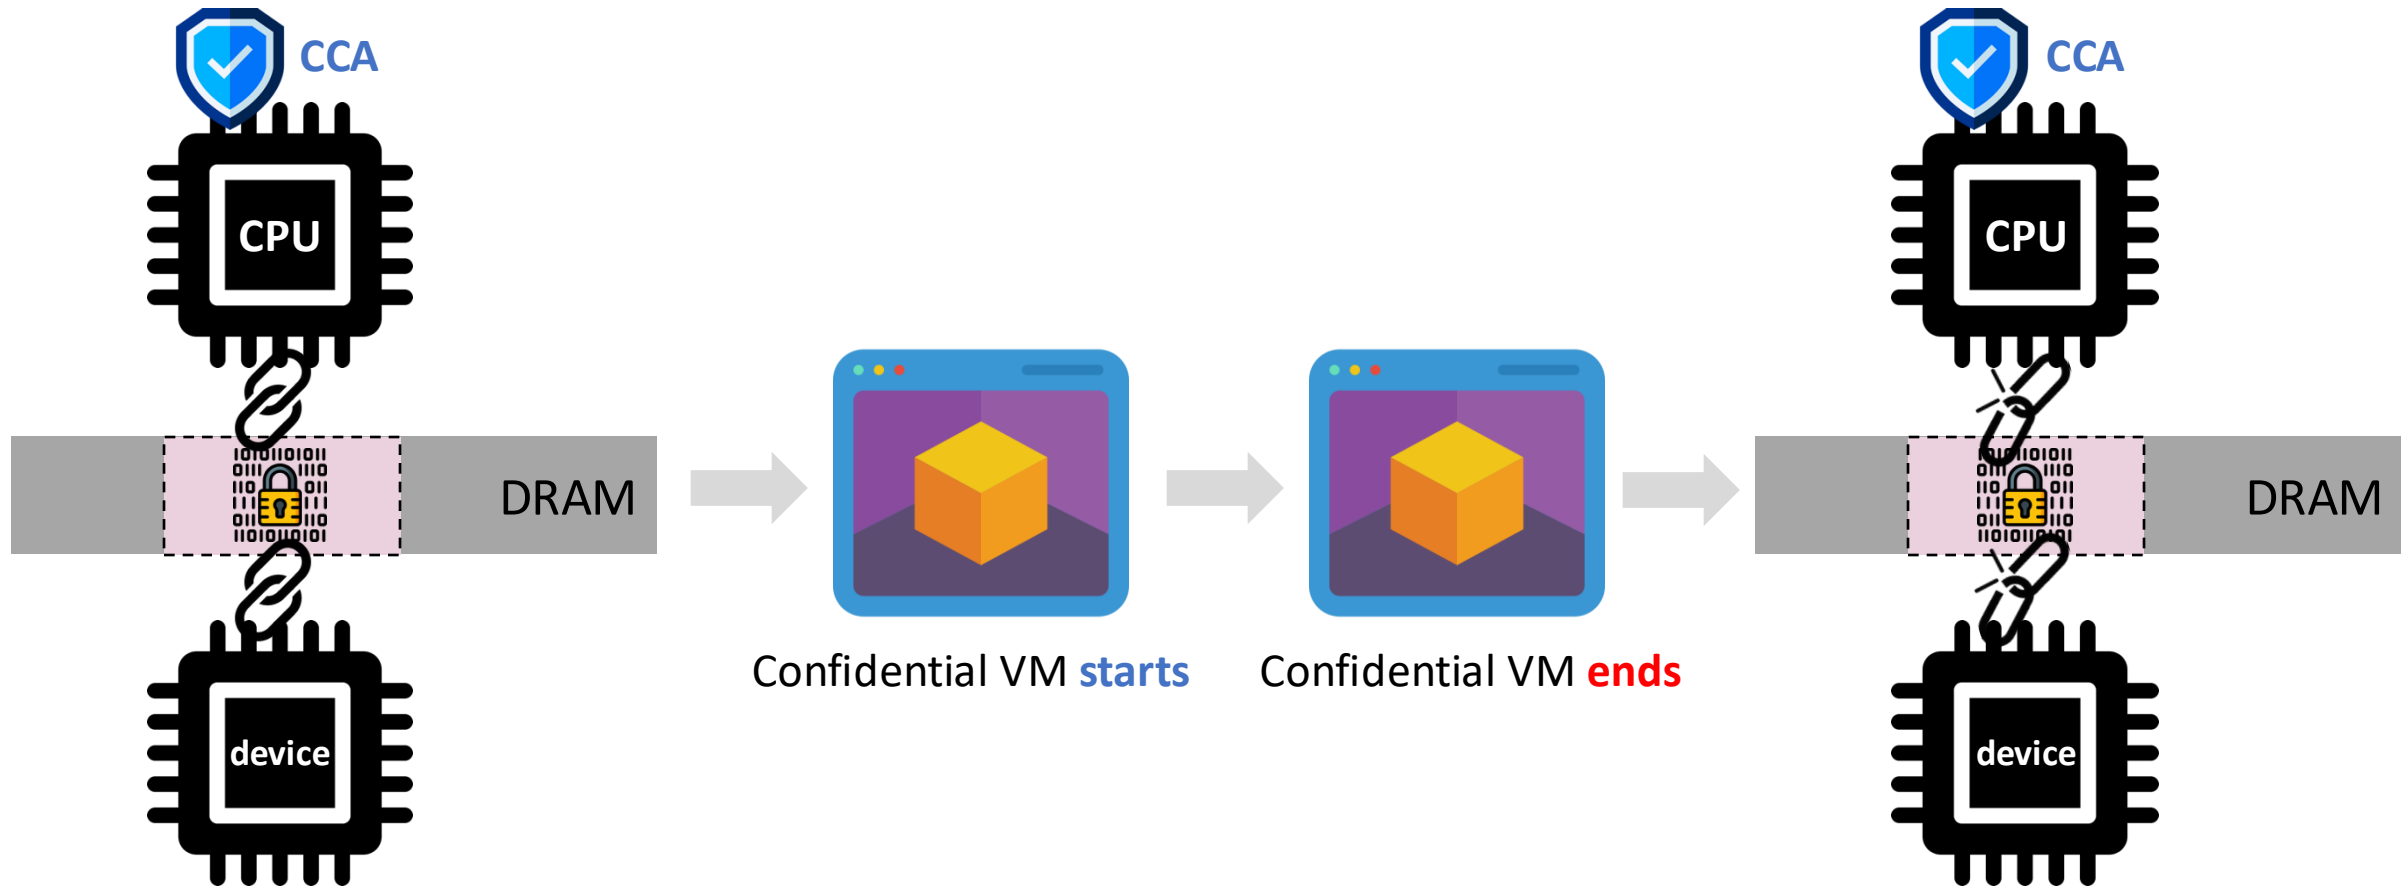 CCA
CPU
DRAM
device
Confidential VM starts
Confidential VM ends
CCA
CPU
DRAM
device